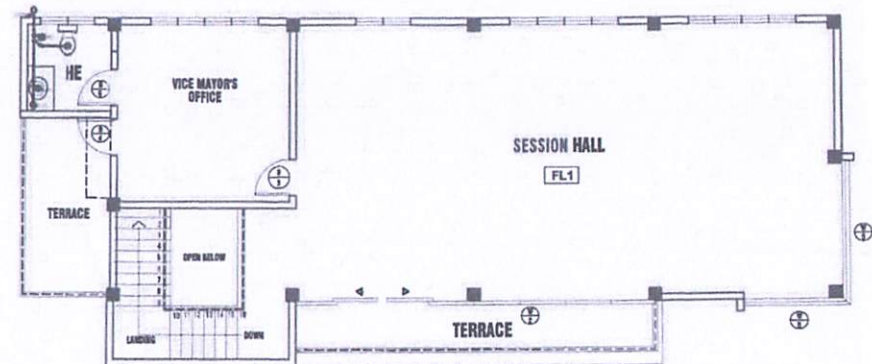 HE
VICE MAYOR'S
OFFICE
SESSION HALL
FL1
TERRACE
OPEN BELOW
LANDING
DOWN
TERRACE